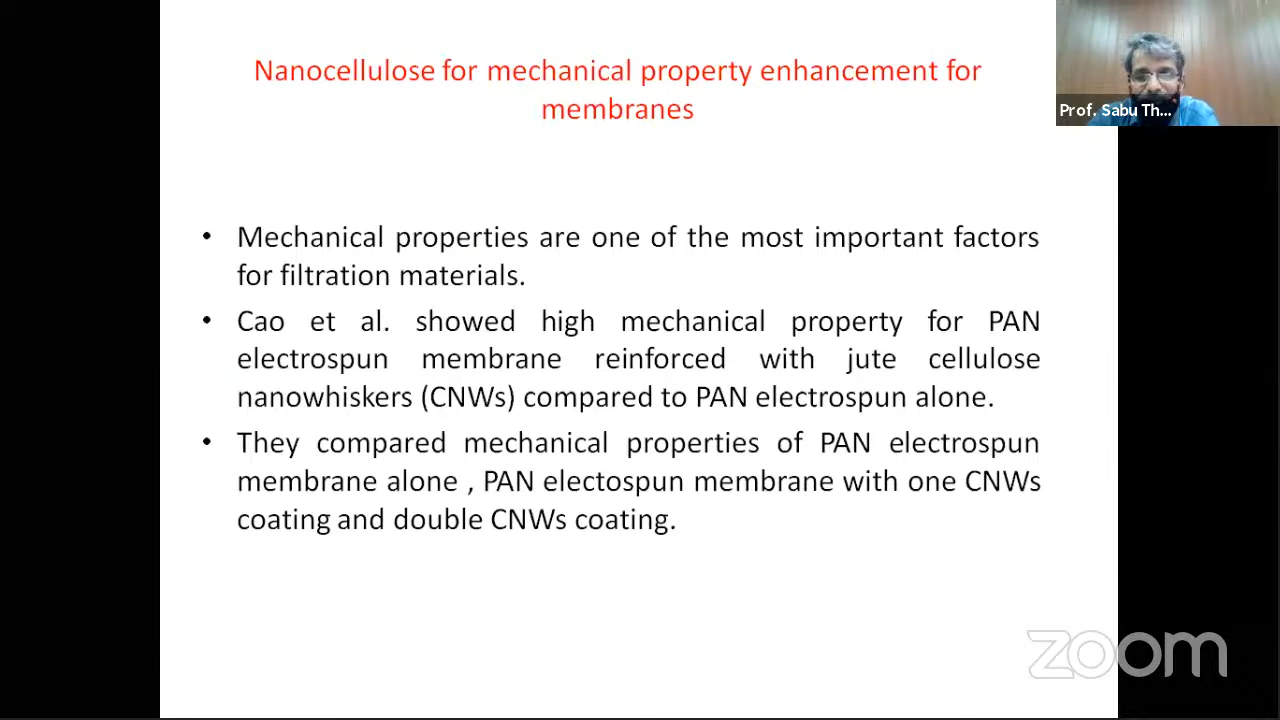 Nanocellulose for mechanical property enhancement for
membranes
Prof. Sabu Th...
• Mechanical properties are one of the most important factors
for filtration materials.
• Cao et al. showed high mechanical property for PAN
electrospun membrane reinforced with jute cellulose
nanowhiskers (CNWs) compared to PAN electrospun alone.
• They compared mechanical properties of PAN electrospun
membrane alone , PAN electospun membrane with one CNWs
coating and double CNWs coating.
zoom